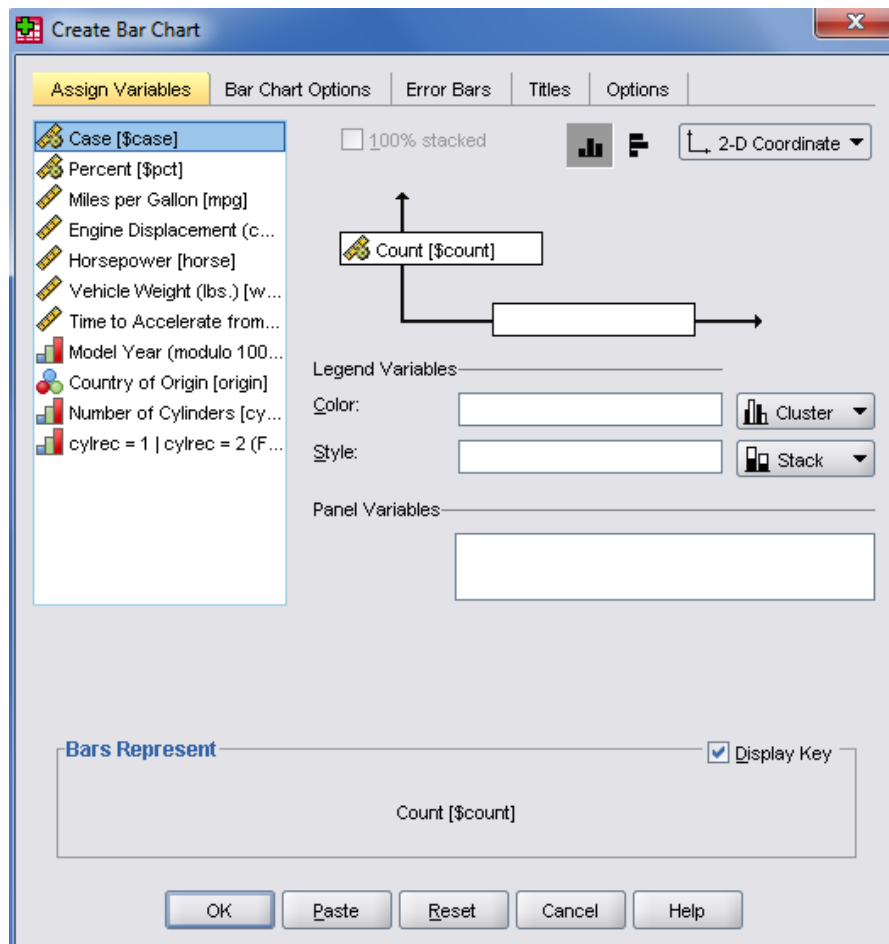 Create Bar Chart
Assign Variables
Bar Chart Options
Error Bars
Titles
Options
Case [$case]
Percent [$pct]
Miles per Gallon [mpg]
Engine Displacement (c...
Horsepower [horse]
Vehicle Weight (lbs.) [w...
Time to Accelerate from...
Model Year (modulo 100...
Country of Origin [origin]
Number of Cylinders [cy...
cylrec = 1 | cylrec = 2 (F...
100% stacked
2-D Coordinate
Count [$count]
Legend Variables
Color:
Cluster
Style:
Stack
Panel Variables
Bars Represent
Display Key
Count [$count]
OK
Paste
Reset
Cancel
Help